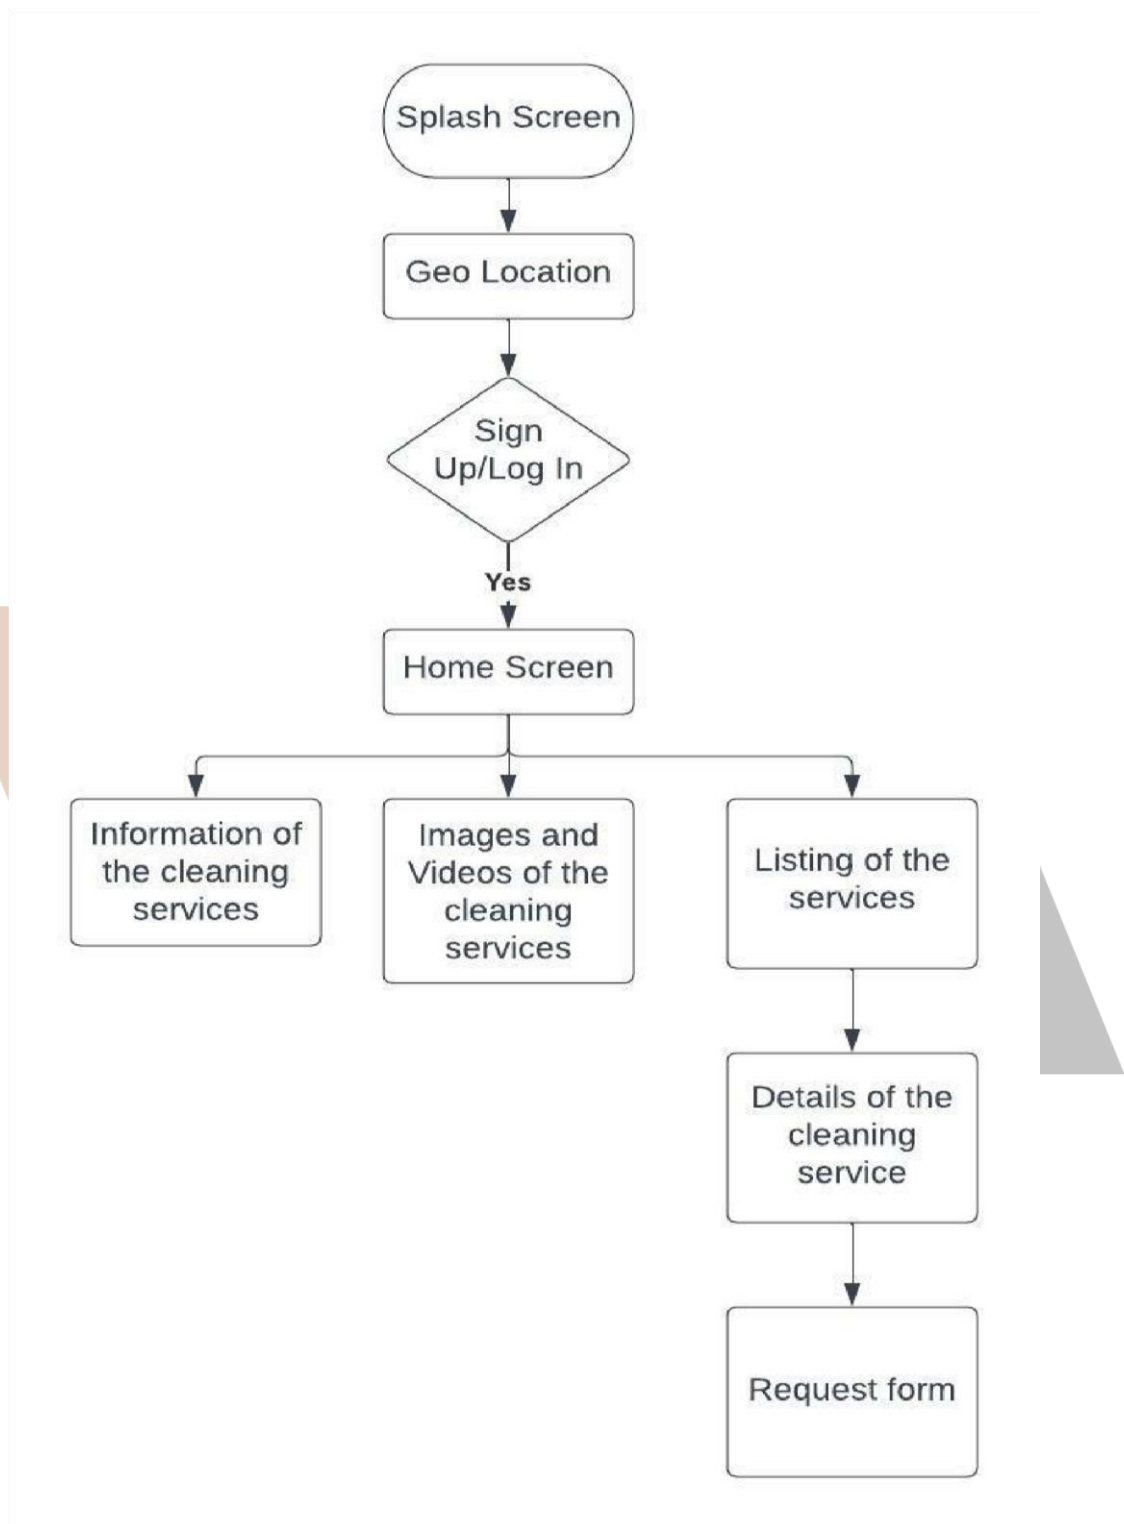 Splash Screen
Geo Location
Sign
Up/Log In
Yes
Home Screen
Information of
the cleaning
services
Images and
Videos of the
cleaning
services
Listing of the
services
Details of the
cleaning
service
Request form